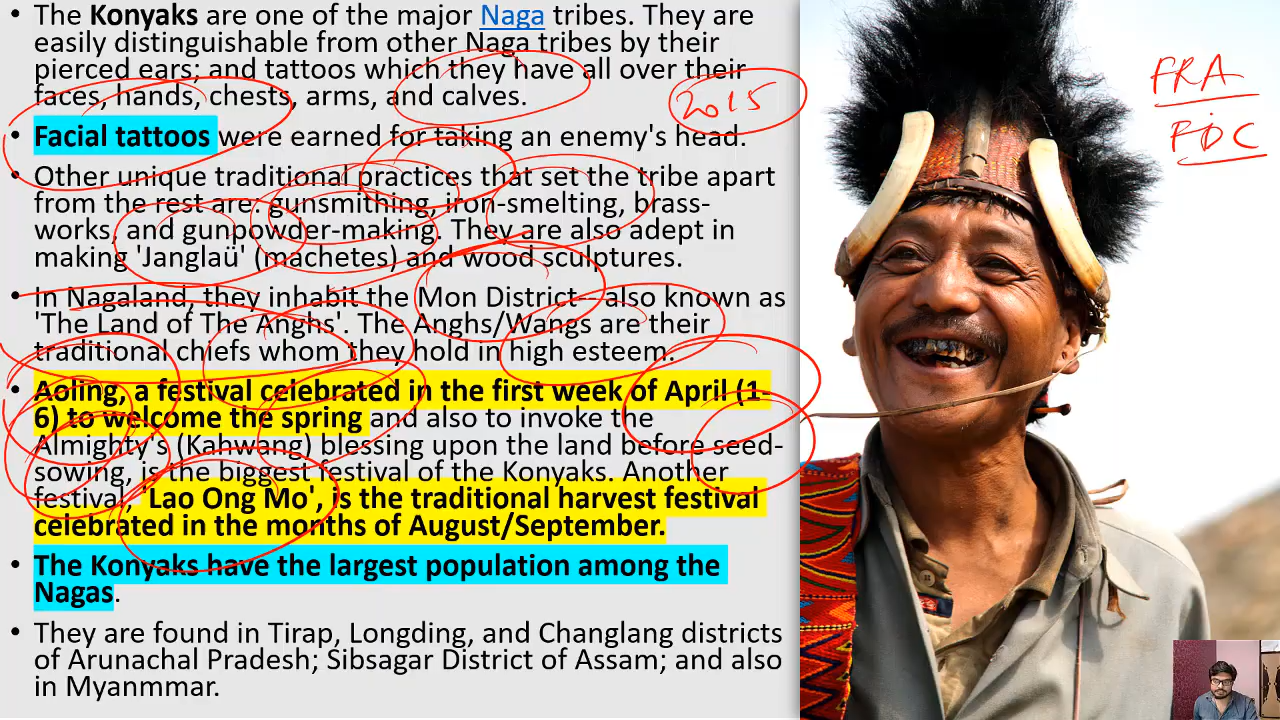 • The Konyaks are one of the major Naga tribes. They are
easily distinguishable from other Naga tribes by their
pierced ears; and tattoos which they have all over their
faces, hands, chests, arms, and calves.
2015
• Facial tattoos were earned for taking an enemy's head.
• Other unique traditional practices that set the tribe apart
from the rest are: gunsmithing, iron-smelting, brass-
works, and gunpowder-making. They are also adept in
making 'Janglaü' (machetes) and wood sculptures.
• In Nagaland, they inhabit the Mon District– also known as
'The Land of The Anghs'. The Anghs/Wangs are their
traditional chiefs whom they hold in high esteem.
• Aoling, a festival celebrated in the first week of April (1-
6) to welcome the spring and also to invoke the
Almighty's (Kahwang) blessing upon the land before seed-
sowing, is the biggest festival of the Konyaks. Another
festival, 'Lao Ong Mo', is the traditional harvest festival
celebrated in the months of August/September.
• The Konyaks have the largest population among the
Nagas.
• They are found in Tirap, Longding, and Changlang districts
of Arunachal Pradesh; Sibsagar District of Assam; and also
in Myanmmar.
FRA